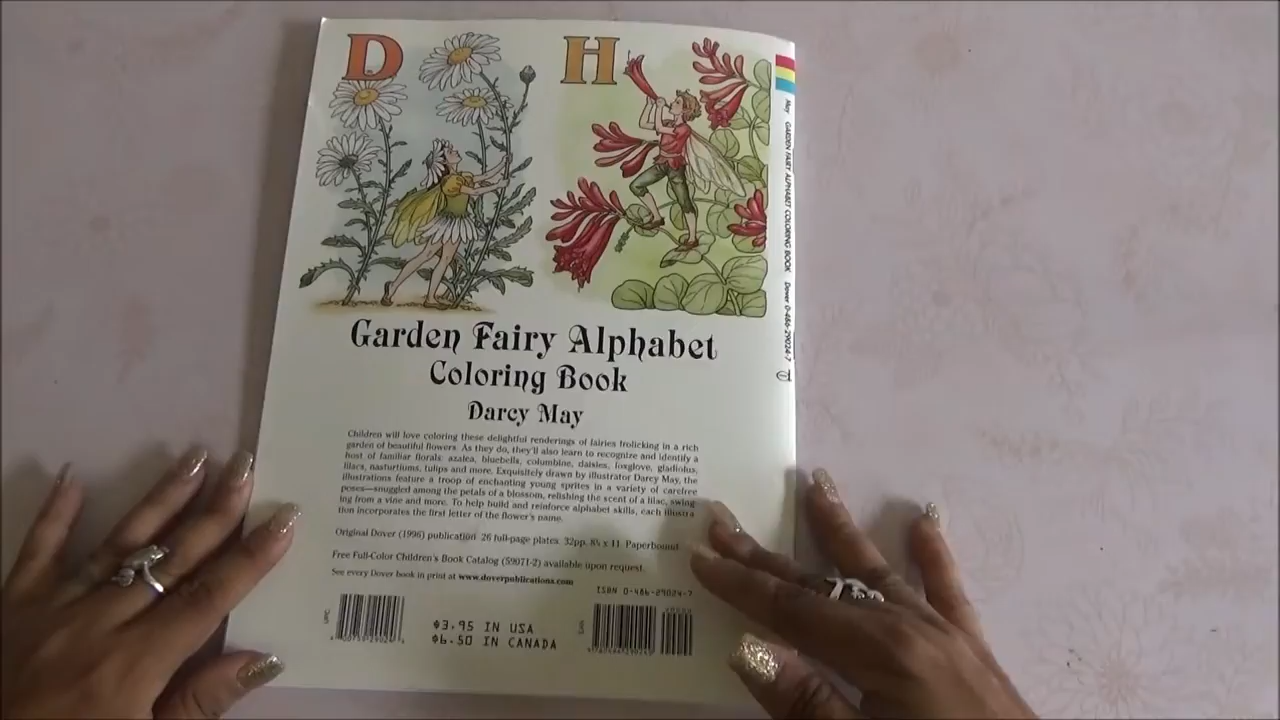 D H
Garden Fairy Alphabet
Coloring Book
Darcy May
Children will love coloring these delightful renderings of fairies frolicking in a rich
garden of beautiful flowers. As they do, they'll also learn to recognize and identify a
host of familiar florals: azalea, bluebells, columbine, daisies, foxglove, gladiolus,
lilacs, nasturtiums, tulips and more. Exquisitely drawn by illustrator Darcy May, the
illustrations feature a troop of enchanting young sprites in a variety of carefree
poses—snuggled among the petals of a blossom, relishing the scent of a lilac, swing
ing from a vine and more. To help build and reinforce alphabet skills, each illustra
tion incorporates the first letter of the flower's name.
Original Dover (1996) publication. 26 full-page plates. 32pp. 8¼ x 11. Paperbound.
Free Full-Color Children's Book Catalog (59071-2) available upon request.
See every Dover book in print at www.doverpublications.com
ISBN 0-486-29024-7
UPC
EAN
$3.95 IN USA
$6.50 IN CANADA
May GARDEN FAIRY ALPHABET COLORING BOOK Dover 0-486-29024-7